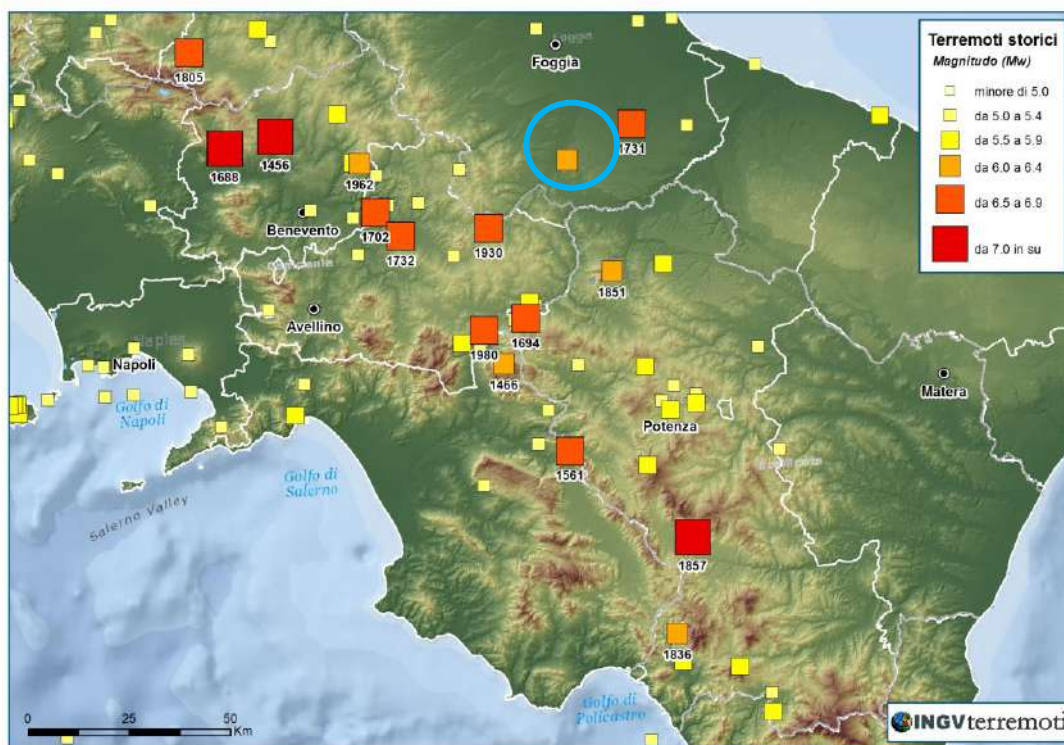 Foggia
Foggia
Terremoti storici
Magnitudo (Mw)
minore di 5.0
da 5.0 a 5.4
da 5.5 a 5.9
da 6.0 a 6.4
da 6.5 a 6.9
da 7.0 in su
1805
1731
1688
1456
1962
Benevento
1702
1732
1930
1851
Avellino
1694
1980
1466
Napoli
Matera
Golfo di
Napoli
Potenza
Golfo di
Salerno
1561
Salerno Valley
1857
1836
Golfo di
Policastro
0
25
50
Km
INGVterremoti